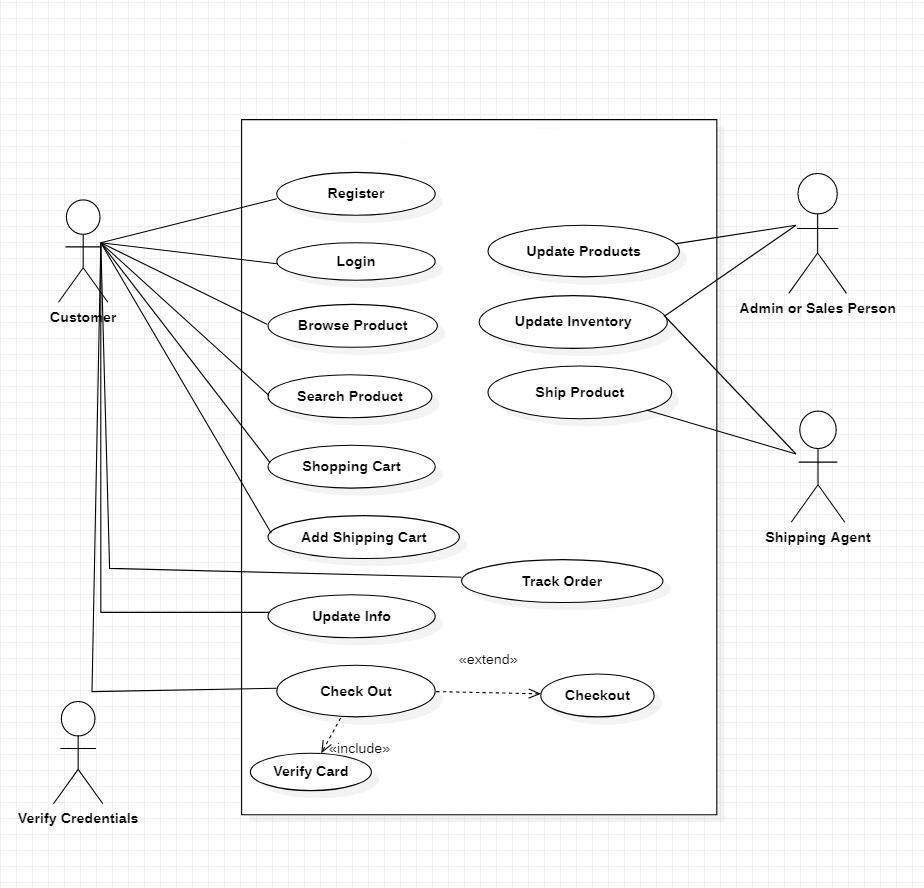 Register
Login
Update Products
Customer
Admin or Sales Person
Browse Product
Update Inventory
Search Product
Ship Product
Shopping Cart
Add Shipping Cart
Shipping Agent
Track Order
Update Info
«extend»
Check Out
Checkout
«include»
Verify Card
Verify Credentials